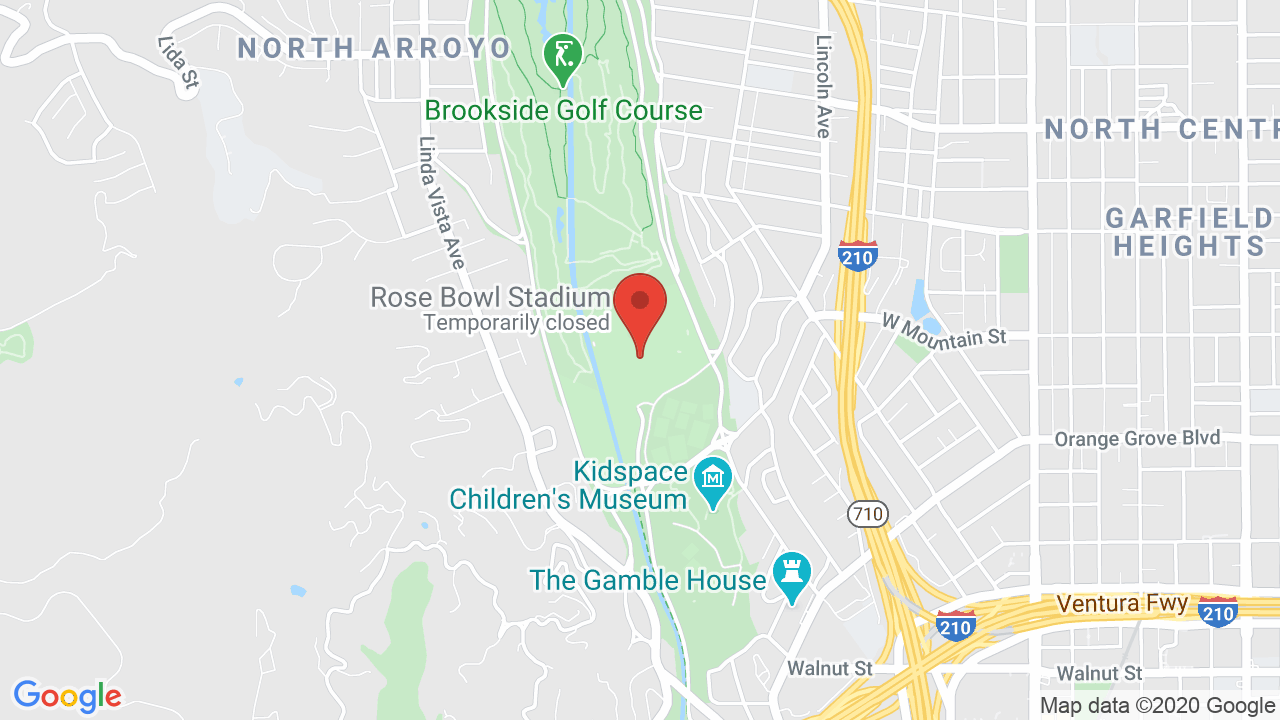 Lida St
NORTH ARROYO
Brookside Golf Course
Lincoln Ave
NORTH CENTR
Linda Vista Ave
GARFIELD
HEIGHTS
210
Rose Bowl Stadium
Temporarily closed
W Mountain St
Orange Grove Blvd
Kidspace
Children's Museum
M
710
The Gamble House
Ventura Fwy
210
210
Walnut St
Walnut St
Google
Map data ©2020 Google